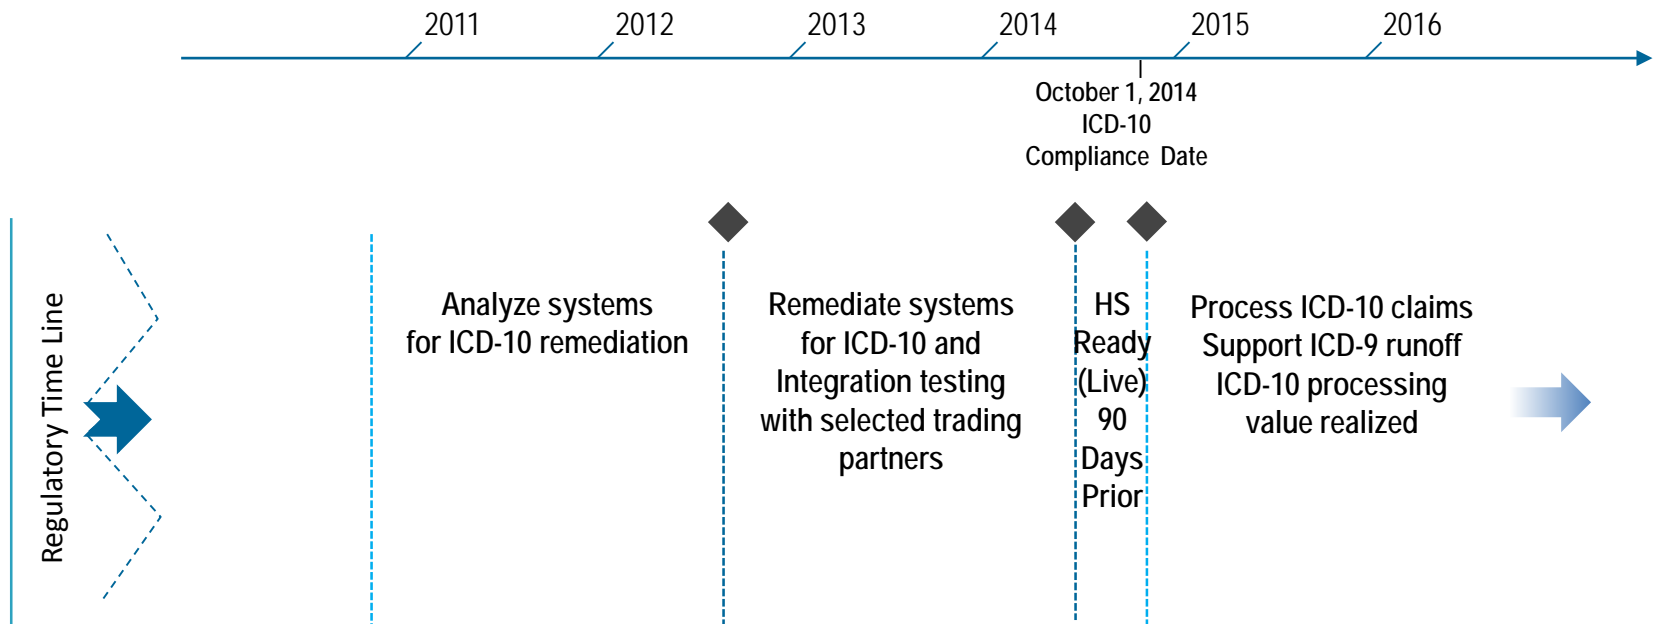 2011
2012
2013
2014
2015
2016
October 1, 2014
ICD-10
Compliance Date
Regulatory Time Line
Analyze systems
for ICD-10 remediation
Remediate systems
for ICD-10 and
Integration testing
with selected trading
partners
HS
Ready
(Live)
90
Days
Prior
Process ICD-10 claims
Support ICD-9 runoff
ICD-10 processing
value realized